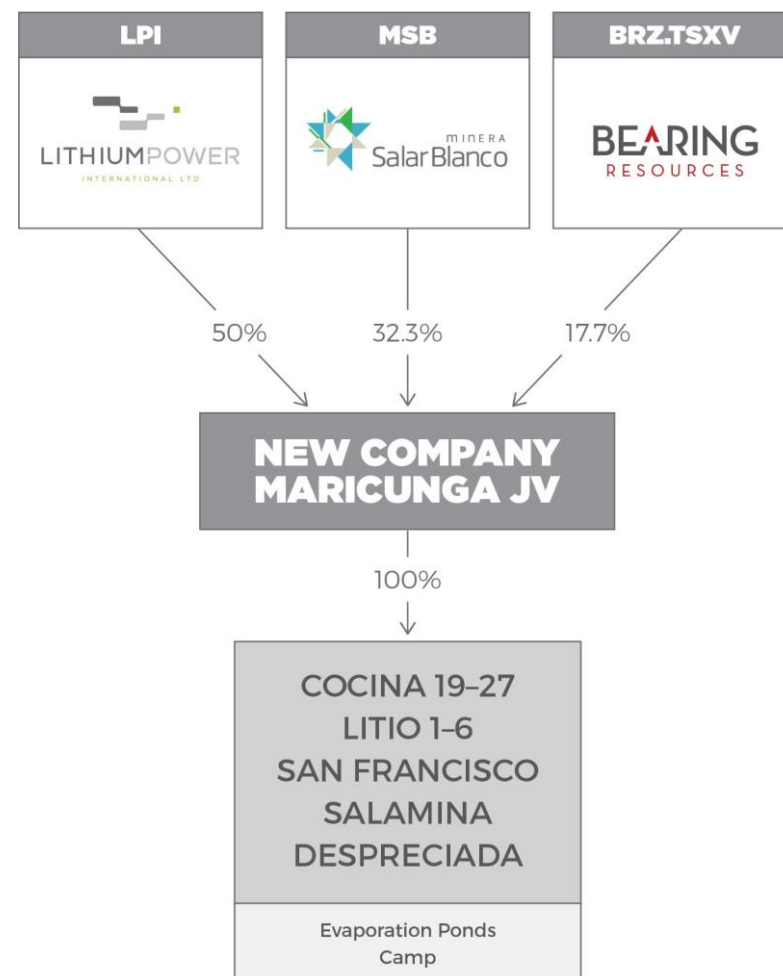 LPI
MSB
BRZ.TSXV
LITHIUMPOWER
INTERNATIONAL LTD
MINERA
Salar Blanco
BEARING
RESOURCES
50%
32.3%
17.7%
NEW COMPANY
MARICUNGA JV
100%
COCINA 19–27
LITIO 1–6
SAN FRANCISCO
SALAMINA
DESPRECIADA
Evaporation Ponds
Camp